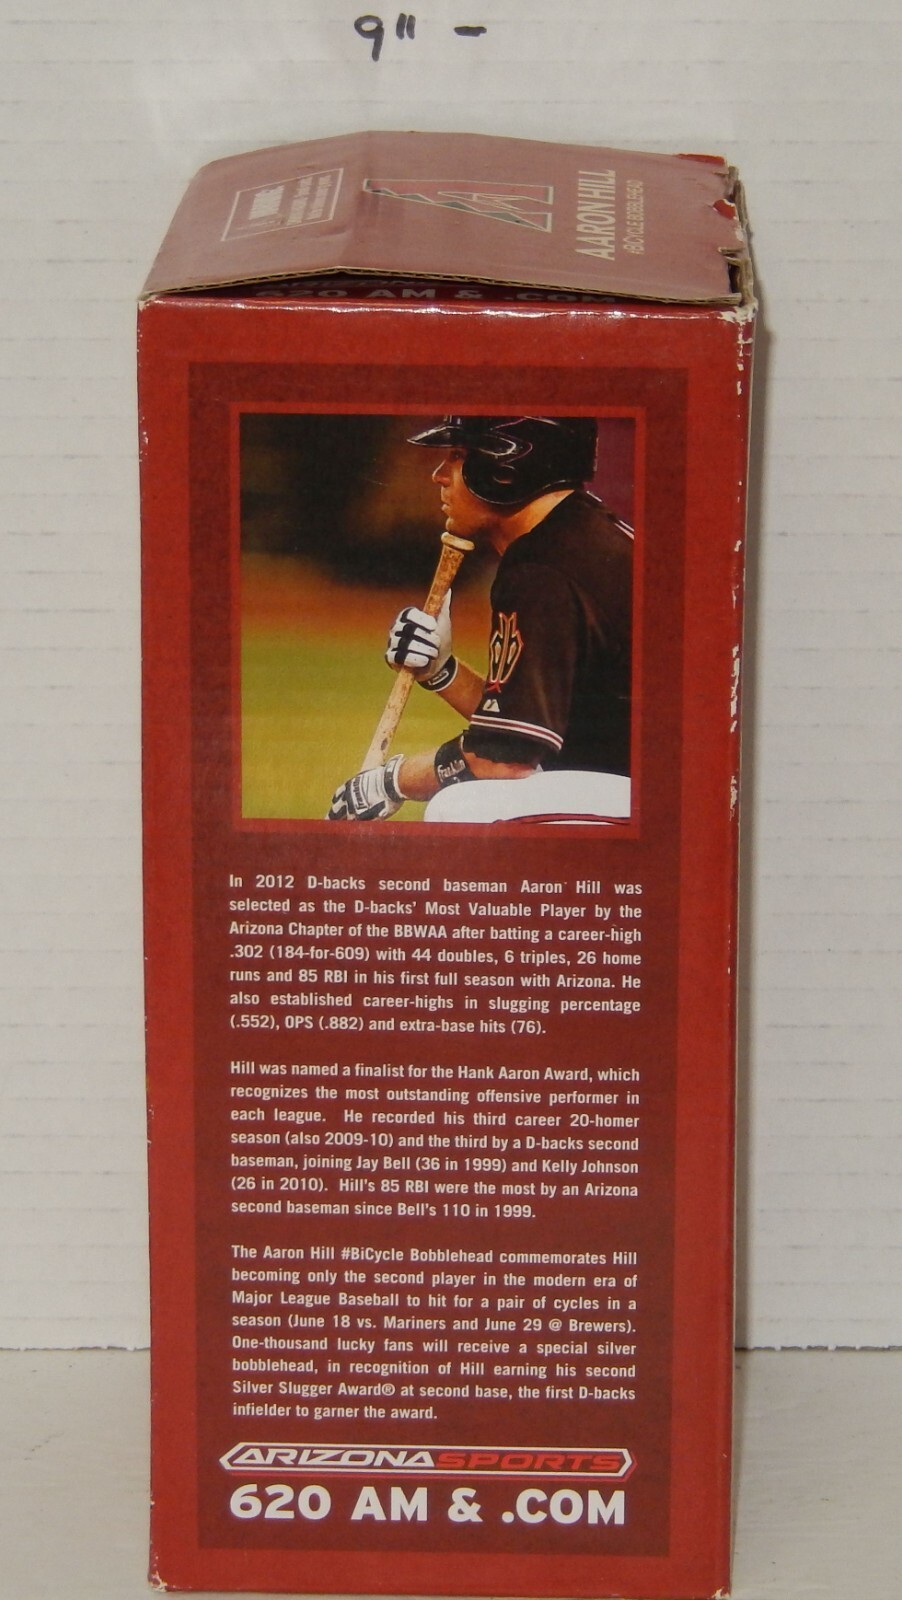 9" -
WARNING:
AARON HILL
#BICYCLE BOBBLEHEAD
620 AM & .COM
db
Franklin
Franklin
In 2012 D-backs second baseman Aaron Hill was
selected as the D-backs' Most Valuable Player by the
Arizona Chapter of the BBWAA after batting a career-high
.302 (184-for-609) with 44 doubles, 6 triples, 26 home
runs and 85 RBI in his first full season with Arizona. He
also established career-highs in slugging percentage
(.552), OPS (.882) and extra-base hits (76).
Hill was named a finalist for the Hank Aaron Award, which
recognizes the most outstanding offensive performer in
each league. He recorded his third career 20-homer
season (also 2009-10) and the third by a D-backs second
baseman, joining Jay Bell (36 in 1999) and Kelly Johnson
(26 in 2010). Hill's 85 RBI were the most by an Arizona
second baseman since Bell's 110 in 1999.
The Aaron Hill #BiCycle Bobblehead commemorates Hill
becoming only the second player in the modern era of
Major League Baseball to hit for a pair of cycles in a
season (June 18 vs. Mariners and June 29 @ Brewers).
One-thousand lucky fans will receive a special silver
bobblehead, in recognition of Hill earning his second
Silver Slugger Award® at second base, the first D-backs
infielder to garner the award.
ARIZONA SPORTS
620 AM & .COM